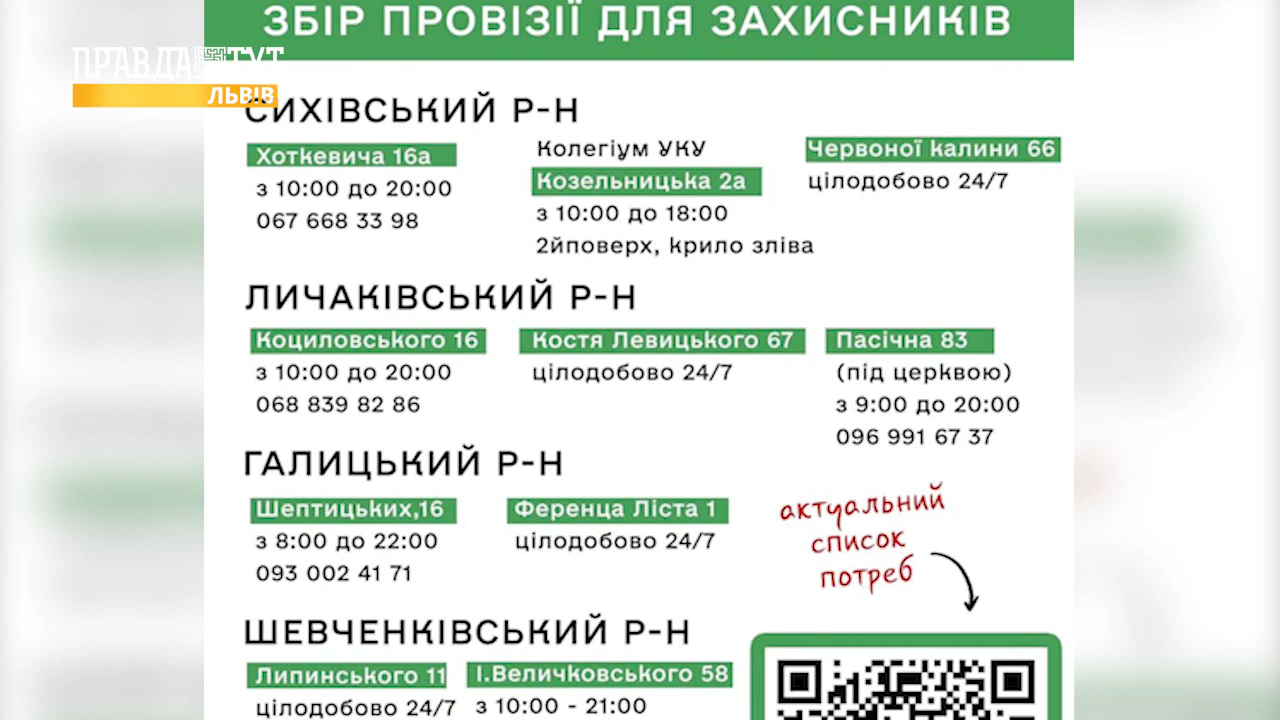 ЗБІР ПРОВІЗІЇ ДЛЯ ЗАХИСНИКІВ
ПРАВДА ТУТ
ЛЬВІВ
СИХІВСЬКИЙ Р-Н
Хоткевича 16а
з 10:00 до 20:00
067 668 33 98
Колегіум УКУ
Козельницька 2а
з 10:00 до 18:00
2йповерх, крило зліва
Червоної калини 66
цілодобово 24/7
ЛИЧАКІВСЬКИЙ Р-Н
Коциловського 16
з 10:00 до 20:00
068 839 82 86
Костя Левицького 67
цілодобово 24/7
Пасічна 83
(під церквою)
з 9:00 до 20:00
096 991 67 37
ГАЛИЦЬКИЙ Р-Н
Шептицьких,16
з 8:00 до 22:00
093 002 41 71
Ференца Ліста 1
цілодобово 24/7
актуальний
список
потреб
ШЕВЧЕНКІВСЬКИЙ Р-Н
Липинського 11
цілодобово 24/7
І.Величковського 58
з 10:00 - 21:00